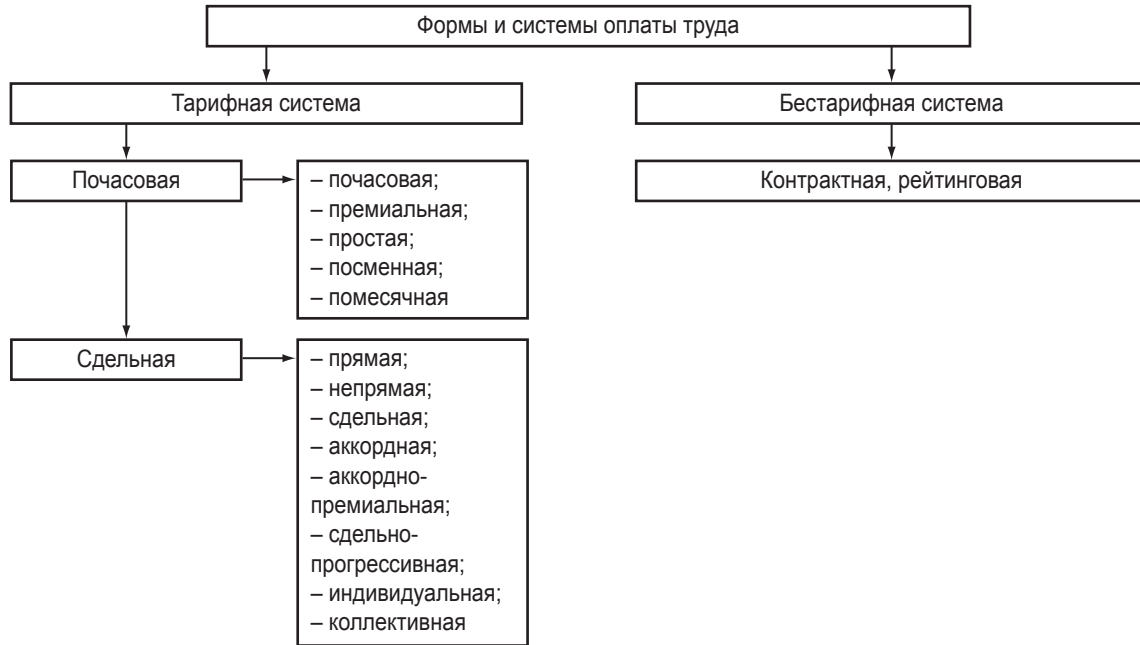 Формы и системы оплаты труда
Тарифная система
Бестарифная система
Почасовая
– почасовая;
– премиальная;
– простая;
– посменная;
– помесячная
Контрактная, рейтинговая
Сдельная
– прямая;
– непрямая;
– сдельная;
– аккордная;
– аккордно-
премиальная;
– сдельно-
прогрессивная;
– индивидуальная;
– коллективная